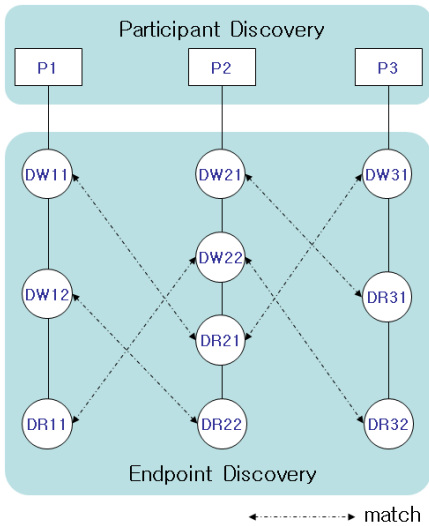 Participant Discovery
P1 P2 P3
DW11 DW21 DW31
DW22
DW12 DR31
DR21
DR11 DR22 DR32
Endpoint Discovery
match